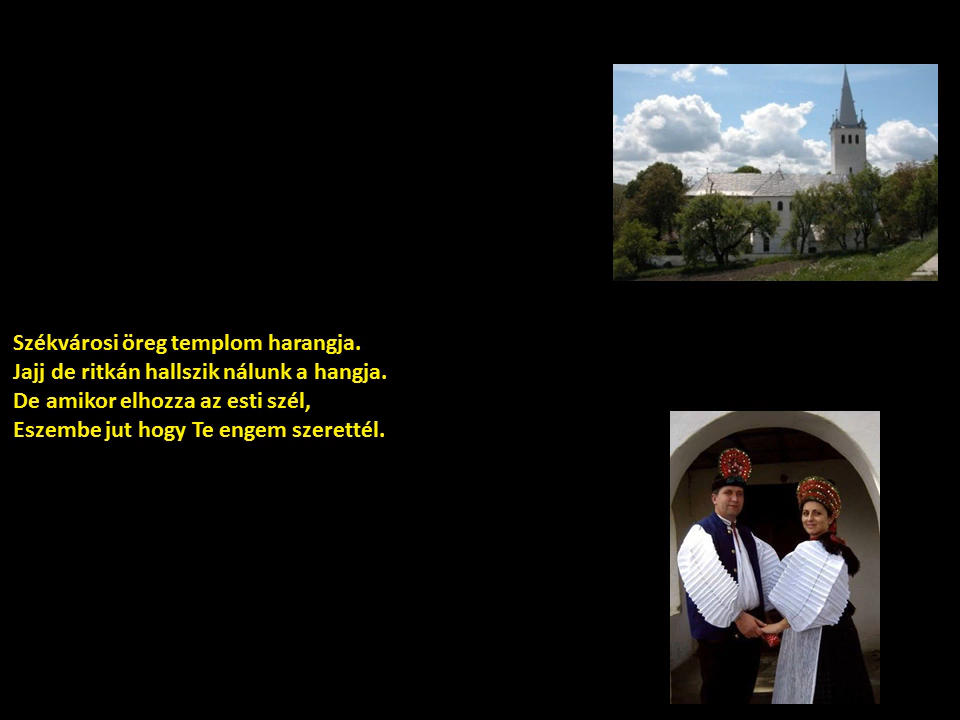 Székvárosi öreg templom harangja.
Jajj de ritkán hallszik nálunk a hangja.
De amikor elhozza az esti szél,
Eszembe jut hogy Te engem szerettél.